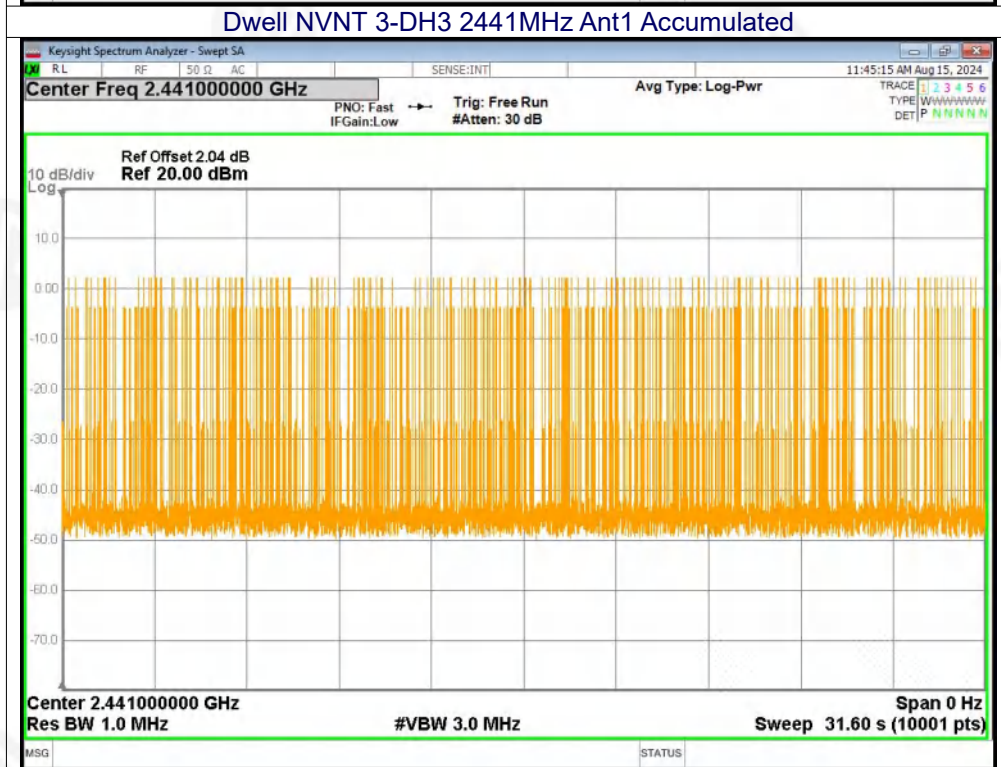 Dwell NVNT 3-DH3 2441MHz Ant1 Accumulated
Keysight Spectrum Analyzer - Swept SA
LXI RL RF 50 Ω AC SENSE:INT 11:45:15 AM Aug 15, 2024
Center Freq 2.441000000 GHz Avg Type: Log-Pwr TRACE 1 2 3 4 5 6
PNO: Fast Trig: Free Run TYPE WWWWWW
IFGain:Low #Atten: 30 dB DET P N N N N N
Ref Offset 2.04 dB
10 dB/div Ref 20.00 dBm
Log
10.0
0.00
-10.0
-20.0
-30.0
-40.0
-50.0
-60.0
-70.0
Center 2.441000000 GHz Span 0 Hz
Res BW 1.0 MHz #VBW 3.0 MHz Sweep 31.60 s (10001 pts)
MSG STATUS